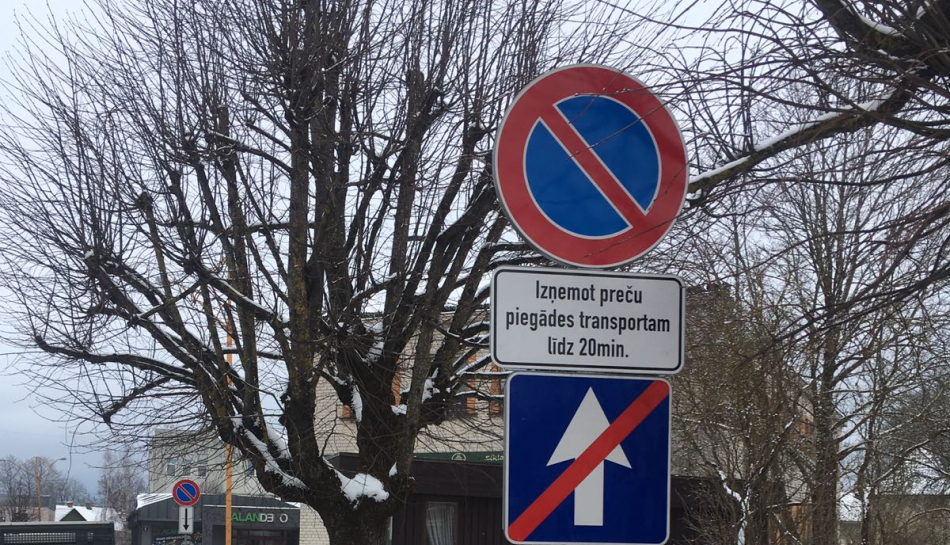 Izņemot preču
piegādes transportam
līdz 20min.